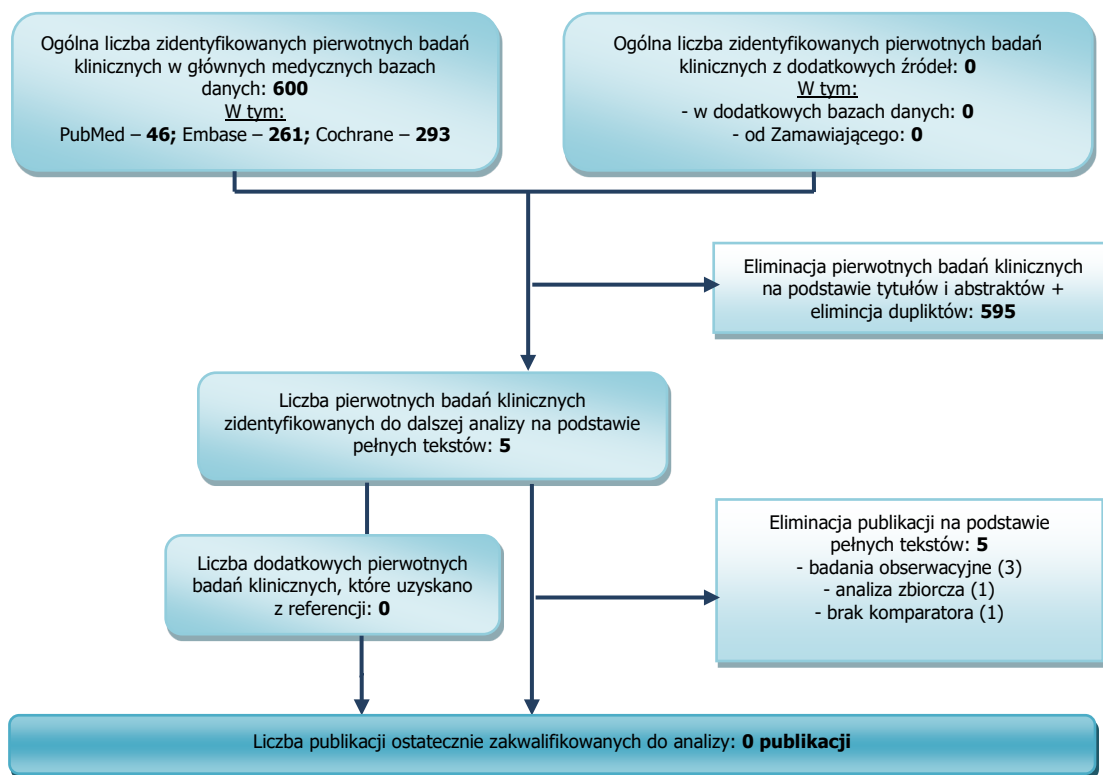 Ogólna liczba zidentyfikowanych pierwotnych badań
klinicznych w głównych medycznych bazach
danych: 600
W tym:
PubMed – 46; Embase – 261; Cochrane – 293
Ogólna liczba zidentyfikowanych pierwotnych badań
klinicznych z dodatkowych źródeł: 0
W tym:
- w dodatkowych bazach danych: 0
- od Zamawiającego: 0
Eliminacja pierwotnych badań klinicznych
na podstawie tytułów i abstraktów +
elimincja dupliktów: 595
Liczba pierwotnych badań klinicznych
zidentyfikowanych do dalszej analizy na podstawie
pełnych tekstów: 5
Liczba dodatkowych pierwotnych
badań klinicznych, które uzyskano
z referencji: 0
Eliminacja publikacji na podstawie
pełnych tekstów: 5
- badania obserwacyjne (3)
- analiza zbiorcza (1)
- brak komparatora (1)
Liczba publikacji ostatecznie zakwalifikowanych do analizy: 0 publikacji